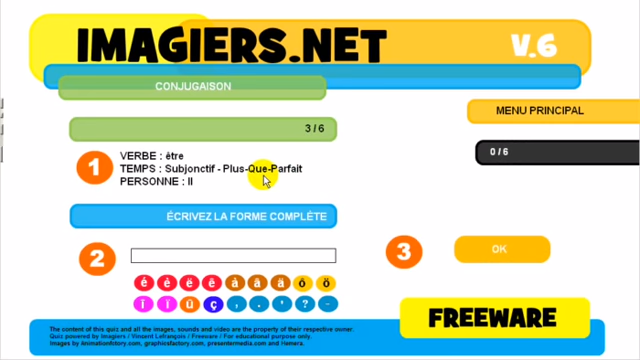 IMAGIERS.NET
V.6
CONJUGAISON
MENU PRINCIPAL
3 / 6
0 / 6
1
VERBE : être
TEMPS : Subjonctif - Plus-Que-Parfait
PERSONNE : Il
ÉCRIVEZ LA FORME COMPLÈTE
2
3
OK
, . ' ? -
FREEWARE
The content of this quiz and all the images, sounds and video are the property of their respective owner.
Quiz powered by Imagiers / Vincent Lefrançois / Freeware / For educational purpose only.
Images by Animationfctory.com, graphicsfactory.com, presentermedia.com and Hemera.